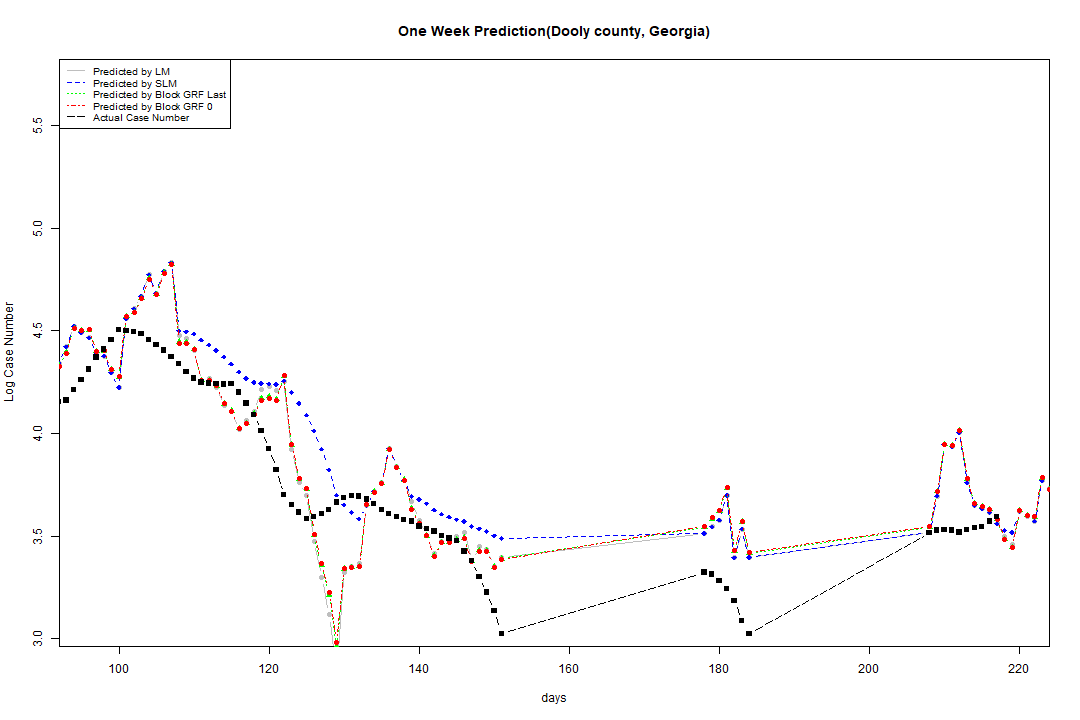 One Week Prediction(Dooly county, Georgia)
Predicted by LM
Predicted by SLM
Predicted by Block GRF Last
Predicted by Block GRF 0
Actual Case Number
5.5
5.0
4.5
4.0
3.5
3.0
Log Case Number
100 120 140 160 180 200 220
days